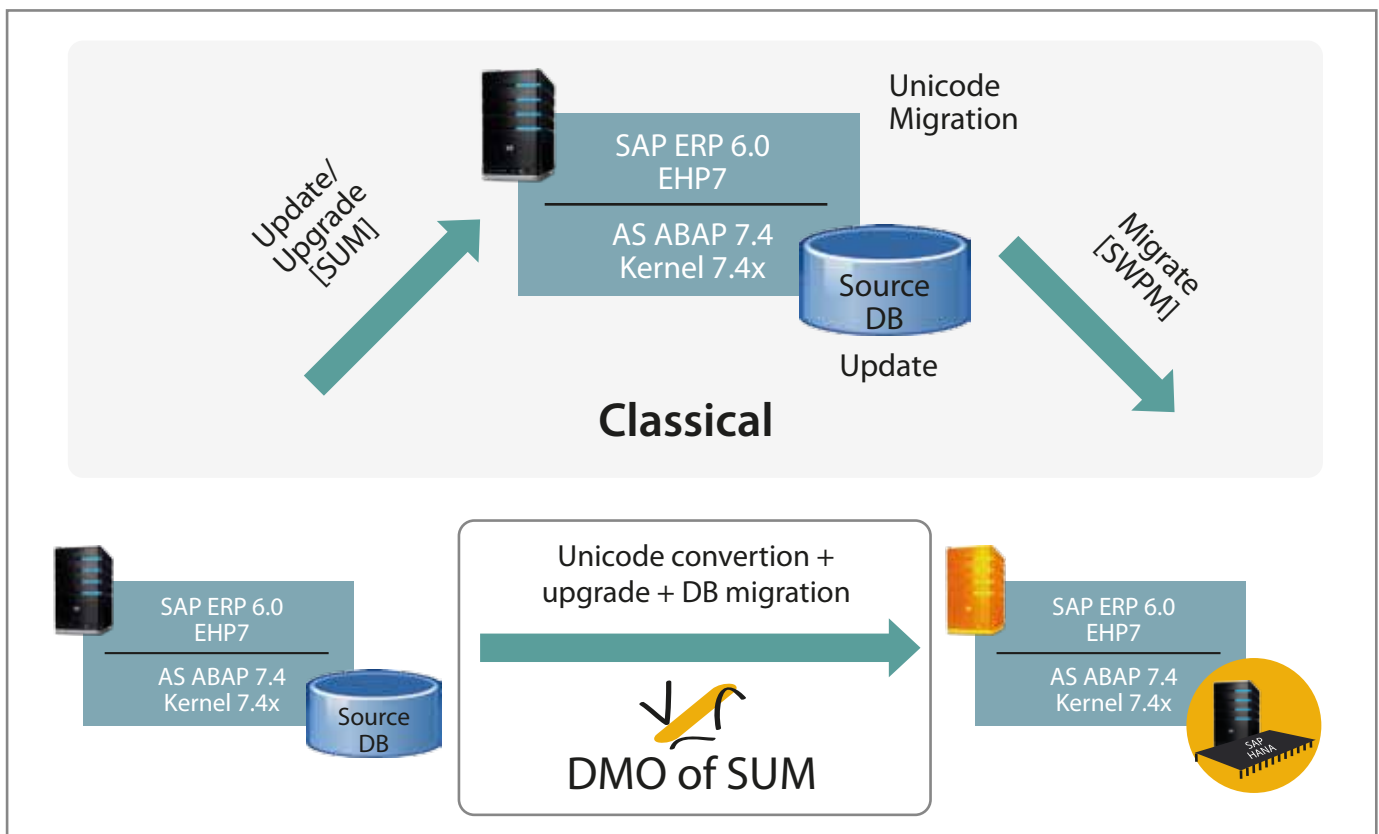 Unicode
Migration
SAP ERP 6.0
EHP7
AS ABAP 7.4
Kernel 7.4x
Update/
Upgrade
[SUM]
Source
DB
Update
Migrate
[SWPM]
Classical
Unicode convertion +
upgrade + DB migration
DMO of SUM
SAP ERP 6.0
EHP7
AS ABAP 7.4
Kernel 7.4x
Source
DB
SAP ERP 6.0
EHP7
AS ABAP 7.4
Kernel 7.4x
SAP
HANA